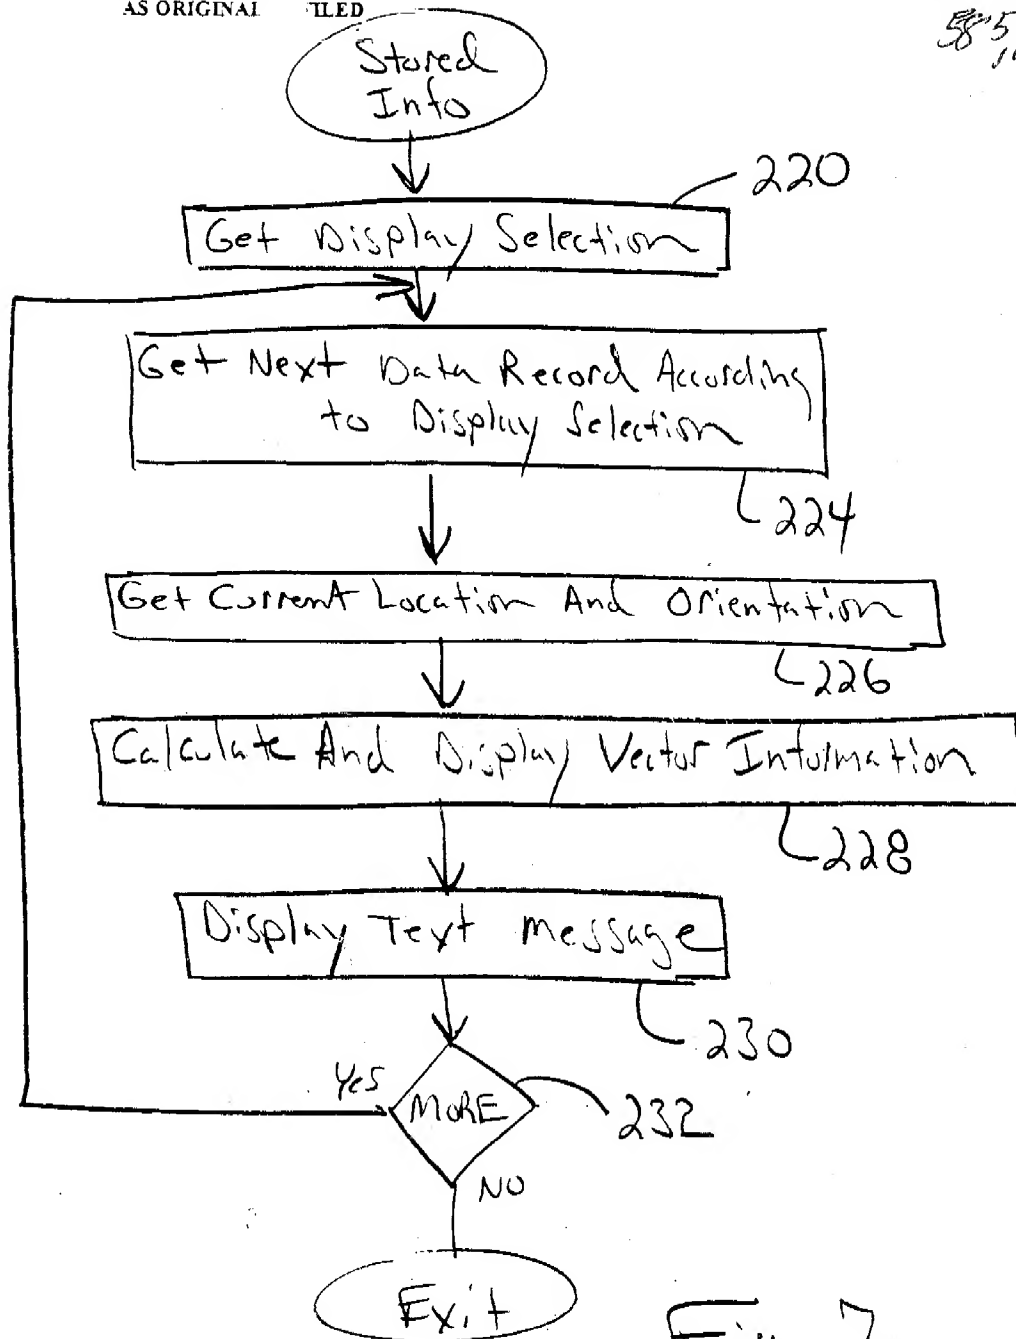 AS ORIGINAL
Stored
Info
220
Get Display Selection
Get Next Data Record According
to Display Selection
224
Get Current Location And Orientation
226
Calculate And Display Vector Information
228
Display Text Message
230
Yes
MORE
232
NO
Exit